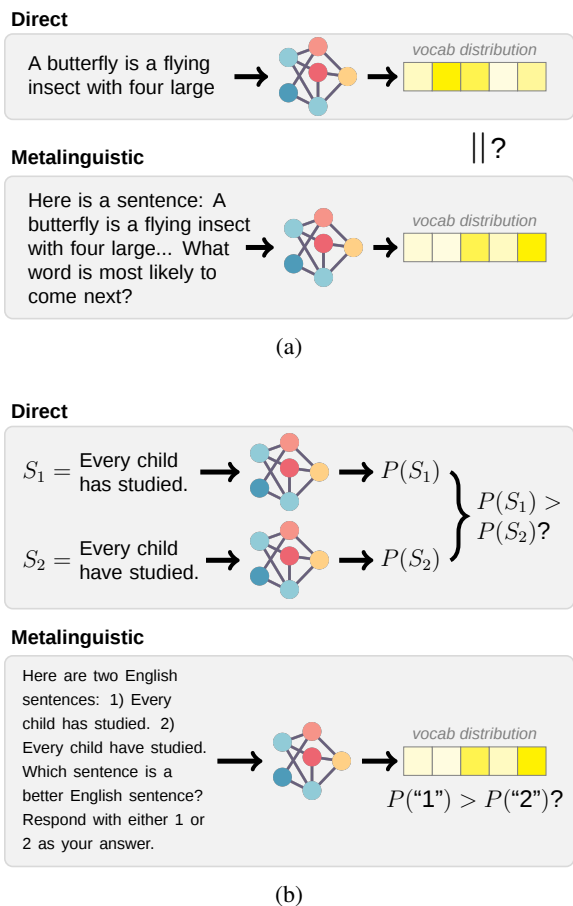 Direct
A butterfly is a flying
insect with four large
vocab distribution
||?
Metalinguistic
Here is a sentence: A
butterfly is a flying insect
with four large... What
word is most likely to
come next?
vocab distribution
(a)
Direct
S₁ = Every child
has studied.
P(S₁)
S₂ = Every child
have studied.
P(S₂)
P(S₁) >
P(S₂)?
Metalinguistic
Here are two English
sentences: 1) Every
child has studied. 2)
Every child have studied.
Which sentence is a
better English sentence?
Respond with either 1 or
2 as your answer.
vocab distribution
P(“1”) > P(“2”)?
(b)